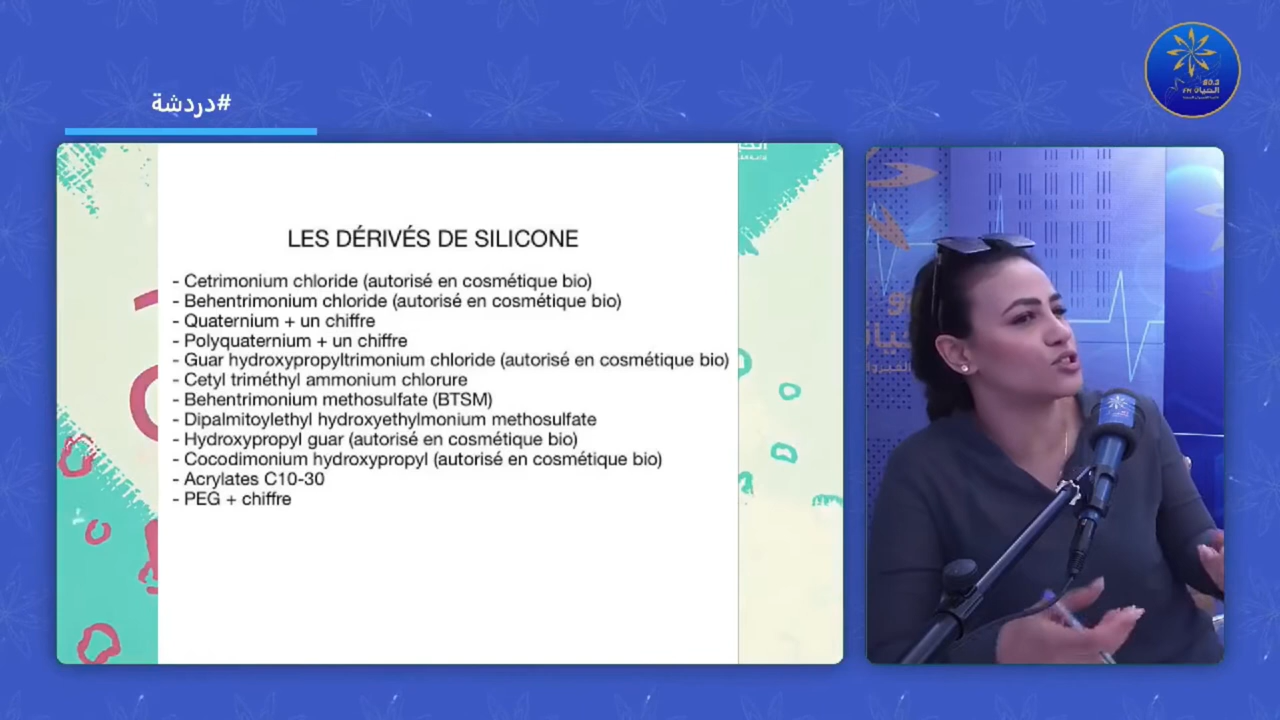 #دردشة
LES DÉRIVÉS DE SILICONE
- Cetrimonium chloride (autorisé en cosmétique bio)
- Behentrimonium chloride (autorisé en cosmétique bio)
- Quaternium + un chiffre
- Polyquaternium + un chiffre
- Guar hydroxypropyltrimonium chloride (autorisé en cosmétique bio)
- Cetyl triméthyl ammonium chlorure
- Behentrimonium methosulfate (BTSM)
- Dipalmitoylethyl hydroxyethylmonium methosulfate
- Hydroxypropyl guar (autorisé en cosmétique bio)
- Cocodimonium hydroxypropyl (autorisé en cosmétique bio)
- Acrylates C10-30
- PEG + chiffre
الحياة FM